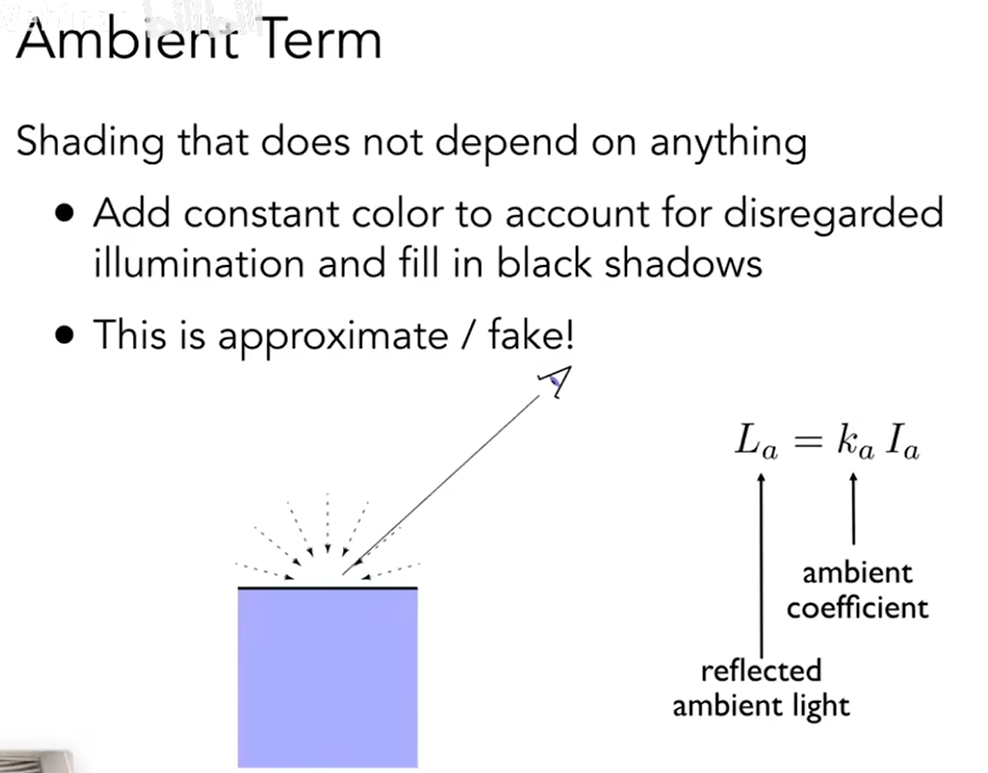 Ambient Term
Shading that does not depend on anything
• Add constant color to account for disregarded
illumination and fill in black shadows
• This is approximate / fake!
L_a = k_a I_a
ambient
coefficient
reflected
ambient light